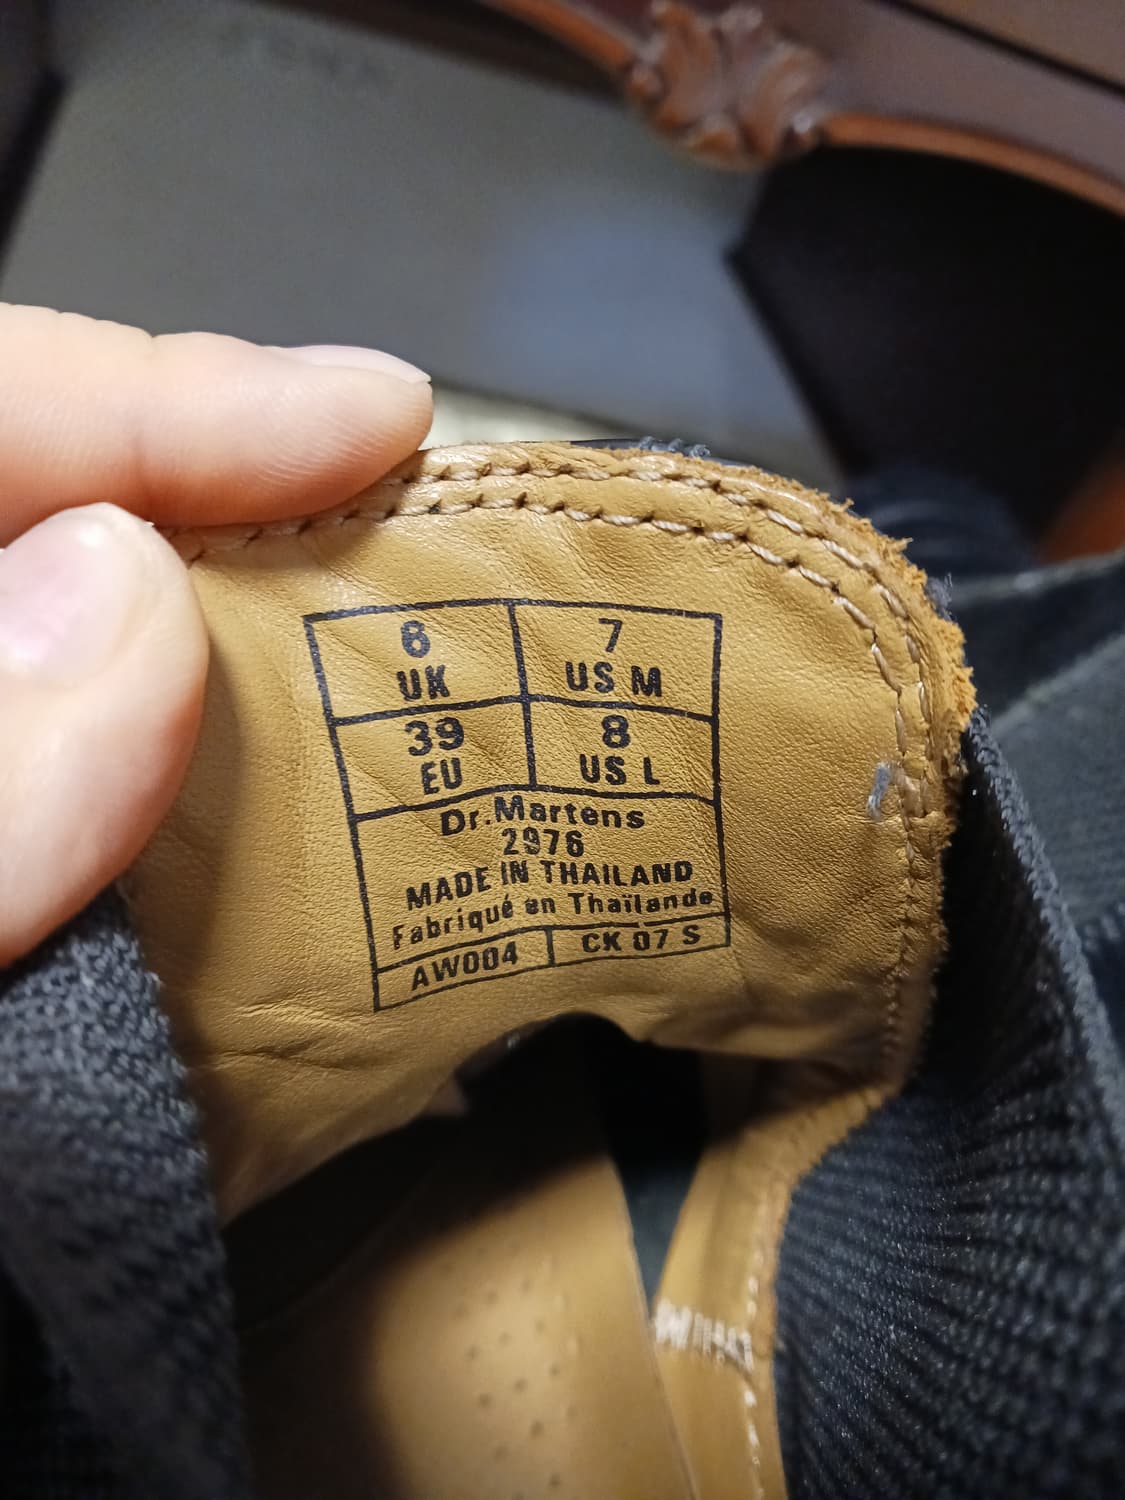 6 7
UK US M
39 8
EU US L
Dr.Martens
2976
MADE IN THAILAND
Fabriqué en Thaïlande
AW004 CK 07 S